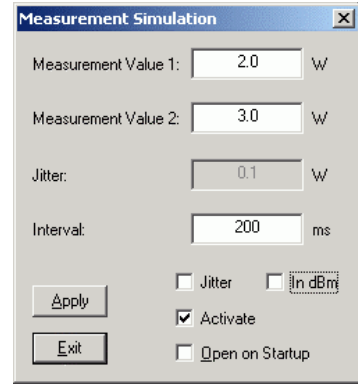 Measurement Simulation
Measurement Value 1: 2.0 W
Measurement Value 2: 3.0 W
Jitter: 0.1 W
Interval: 200 ms
Jitter In dBm
Apply
Activate
Exit
Open on Startup